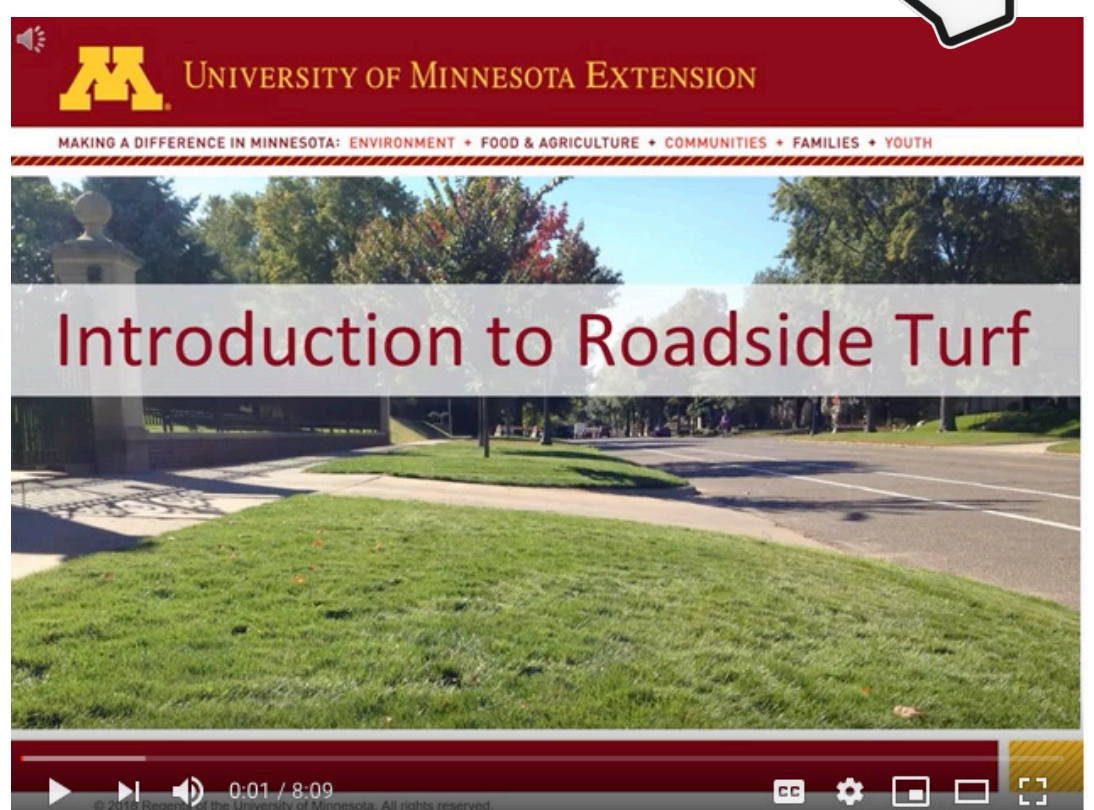 UNIVERSITY OF MINNESOTA EXTENSION
MAKING A DIFFERENCE IN MINNESOTA: ENVIRONMENT + FOOD & AGRICULTURE + COMMUNITIES + FAMILIES + YOUTH
Introduction to Roadside Turf
0:01 / 8:09
CC
© 2018 Regents of the University of Minnesota. All rights reserved.